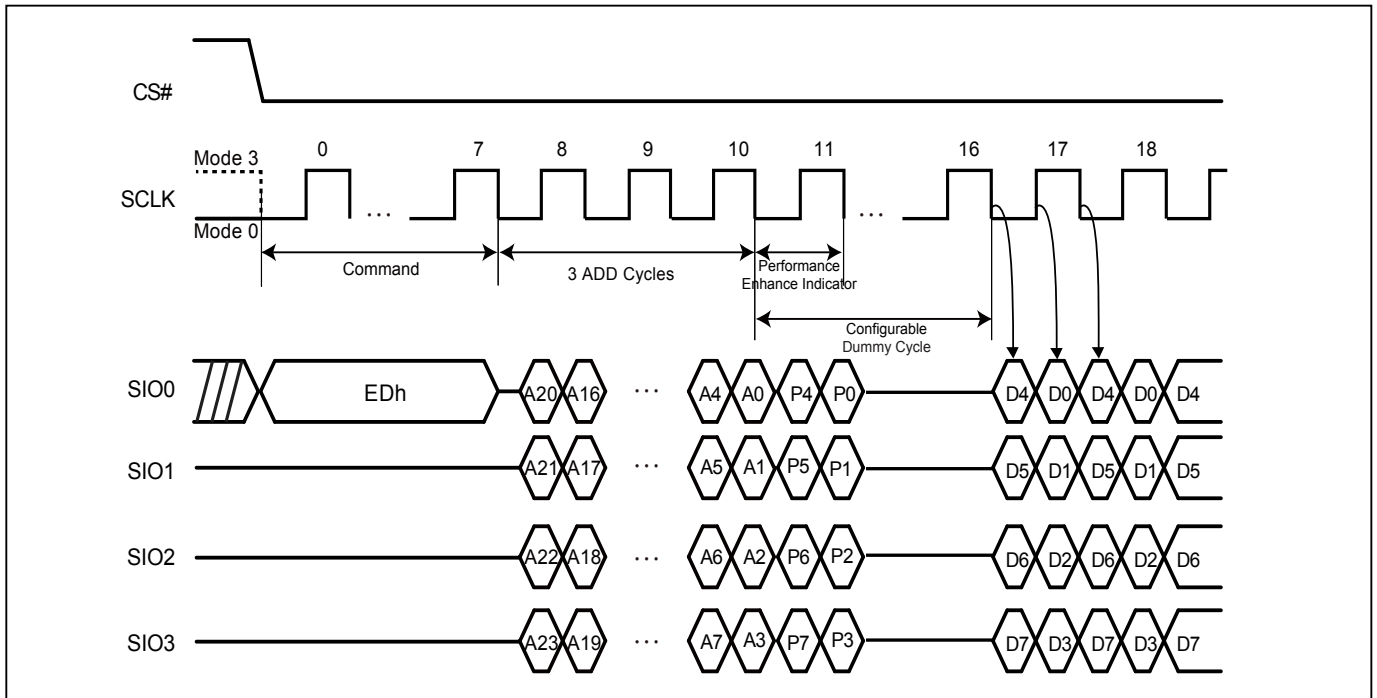 CS#
0 7 8 9 10 11 16 17 18
Mode 3
SCLK
... ...
Mode 0
Command
3 ADD Cycles
Performance
Enhance Indicator
Configurable
Dummy Cycle
SIO0 EDh A20 A16 ... A4 A0 P4 P0 D4 D0 D4 D0 D4
SIO1 A21 A17 ... A5 A1 P5 P1 D5 D1 D5 D1 D5
SIO2 A22 A18 ... A6 A2 P6 P2 D6 D2 D6 D2 D6
SIO3 A23 A19 ... A7 A3 P7 P3 D7 D3 D7 D3 D7